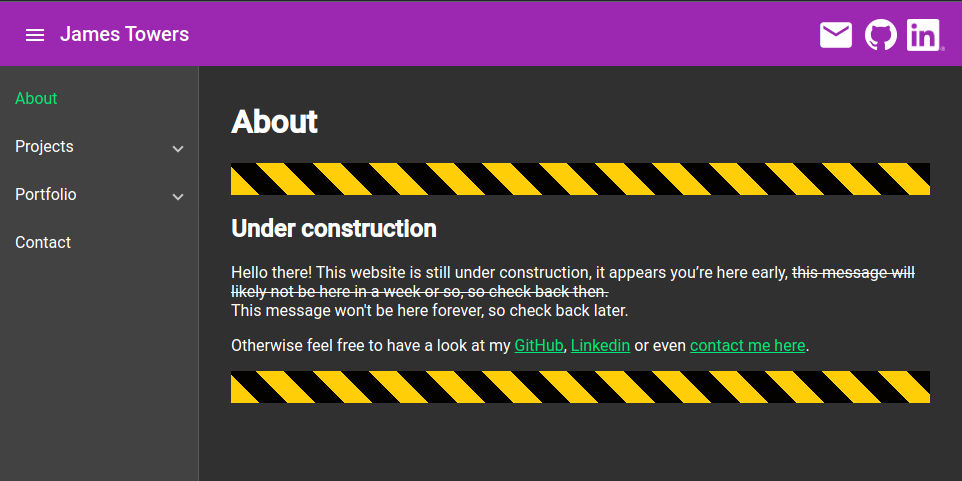 James Towers
in
About
Projects
Portfolio
Contact
About
Under construction
Hello there! This website is still under construction, it appears you’re here early, this message will
likely not be here in a week or so, so check back then.
This message won't be here forever, so check back later.
Otherwise feel free to have a look at my GitHub, Linkedin or even contact me here.